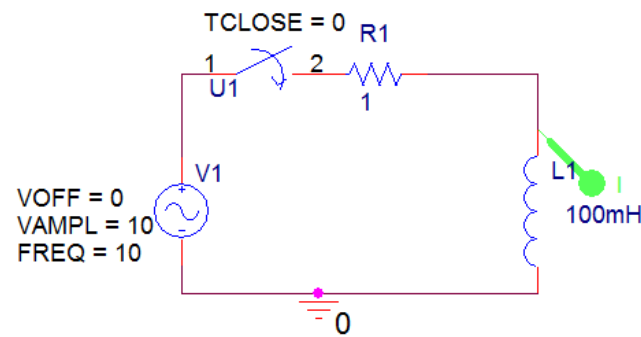 TCLOSE = 0
R1
1
2
U1
1
V1
L1
I
VOFF = 0
VAMPL = 10
FREQ = 10
100mH
0